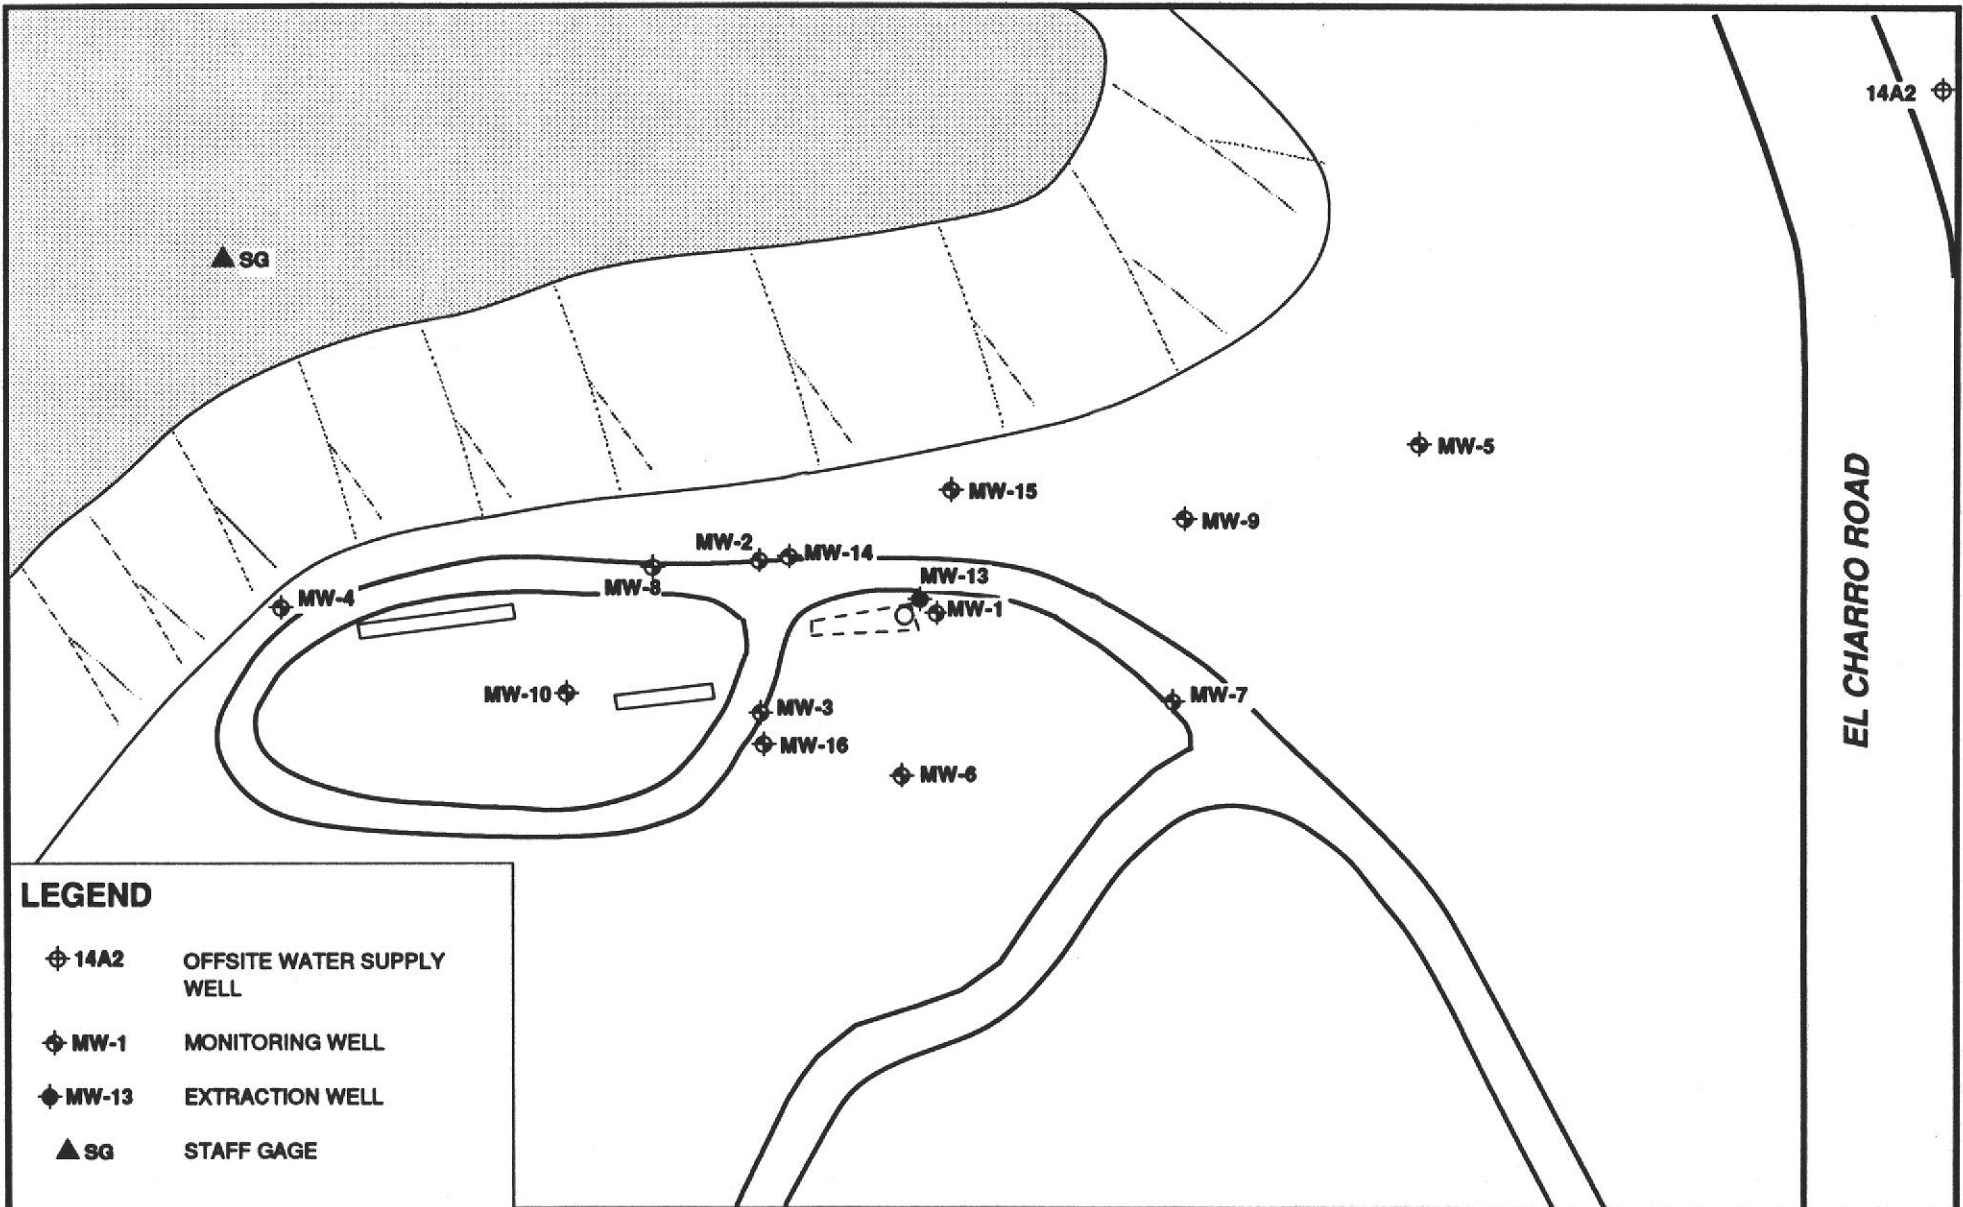 14A2
SG
MW-5
MW-15
MW-9
MW-2
MW-14
MW-13
MW-8
MW-4
MW-1
MW-10
MW-3
MW-7
MW-16
MW-6
EL CHARRO ROAD
LEGEND
14A2 OFFSITE WATER SUPPLY
WELL
MW-1 MONITORING WELL
MW-13 EXTRACTION WELL
SG STAFF GAGE